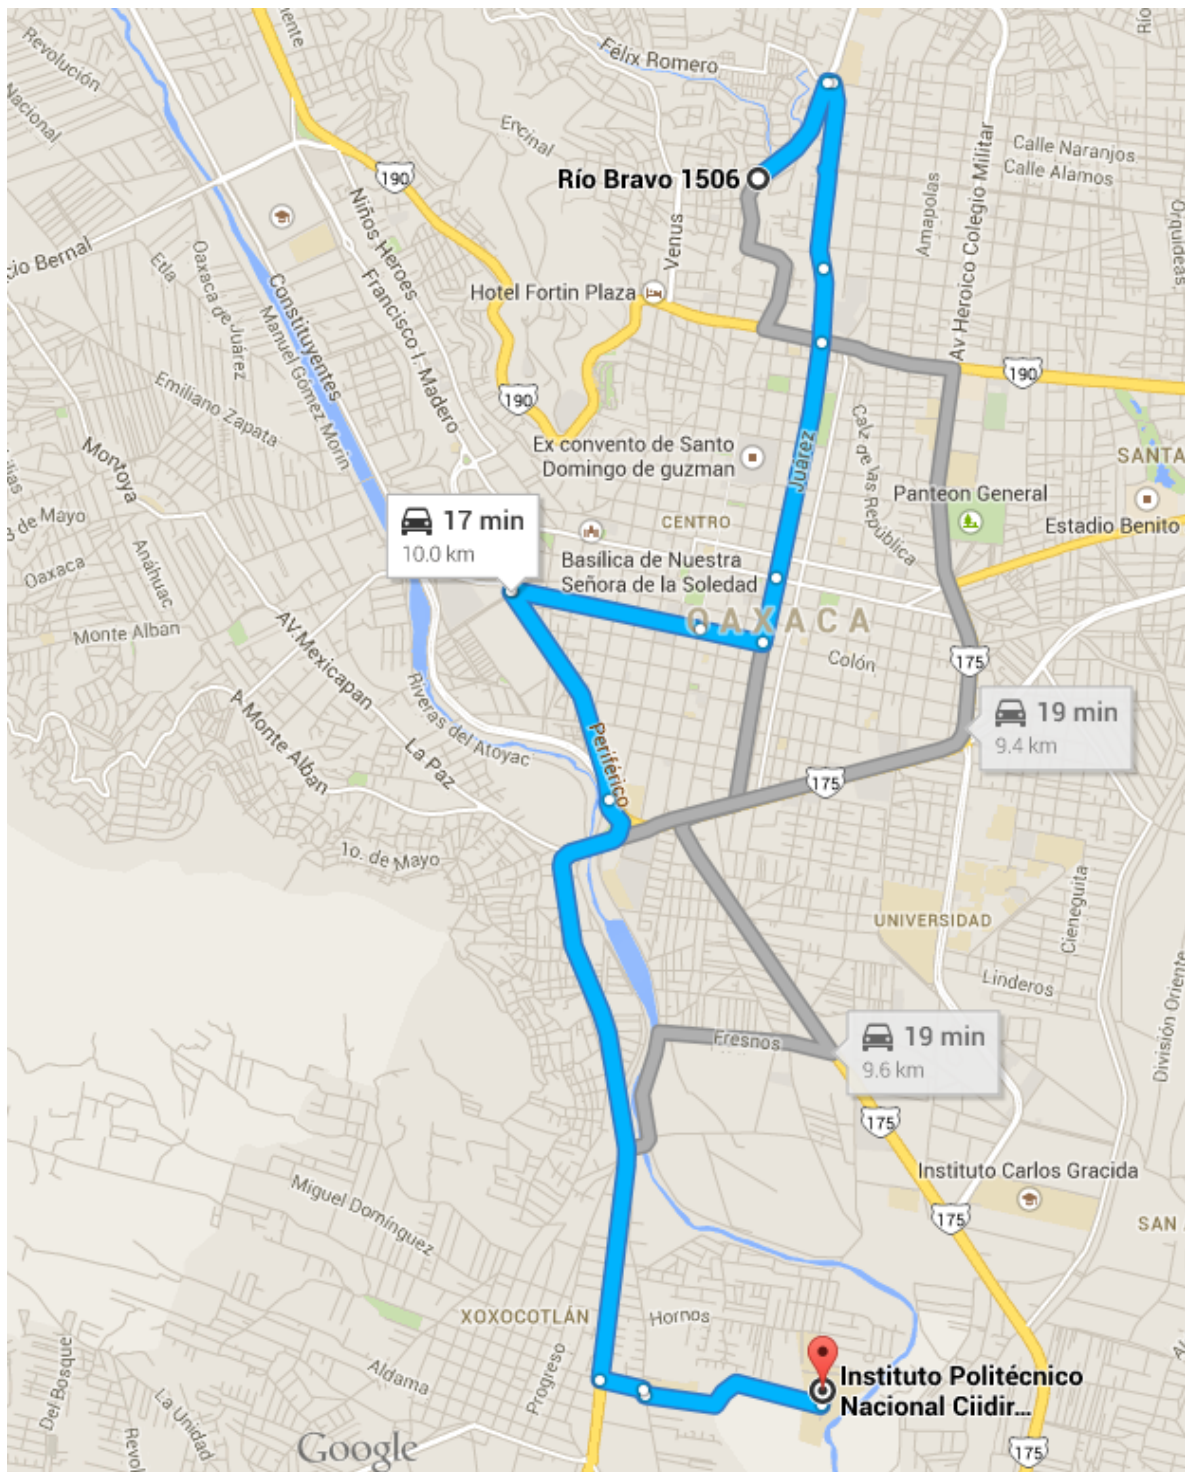 Revolución
Nacional
Félix Romero
Encinal
190
Río Bravo 1506
Calle Naranjos
Calle Alamos
Av Heroico Colegio Militar
Amapolas
Orquídeas
Niños Heroes
Venus
Etla
Oaxaca de
Juárez
Constituyentes
Francisco I. Madero
Manuel Gómez Morin
Hotel Fortin Plaza
190
190
Emiliano Zapata
Montoya
Ex convento de Santo
Domingo de guzman
Juárez
Calz de las República
Panteon General
SANTA
Estadio Benito
17 min
10.0 km
CENTRO
Basílica de Nuestra
Señora de la Soledad
3 de Mayo
Oaxaca
Anáhuac
Monte Alban
OAXACA
Colón
175
AV.Mexicapan
A Monte Alban
Riveras del Atoyac
La Paz
Periférico
19 min
9.4 km
175
1o. de Mayo
UNIVERSIDAD
Cieneguita
Linderos
División Oriente
Fresnos
19 min
9.6 km
175
Instituto Carlos Gracida
175
SAN
Miguel Domínguez
XOXOCOTLÁN
Hornos
Progreso
Aldama
Del Bosque
La Unidad
Instituto Politécnico
Nacional Ciidir...
Google
175